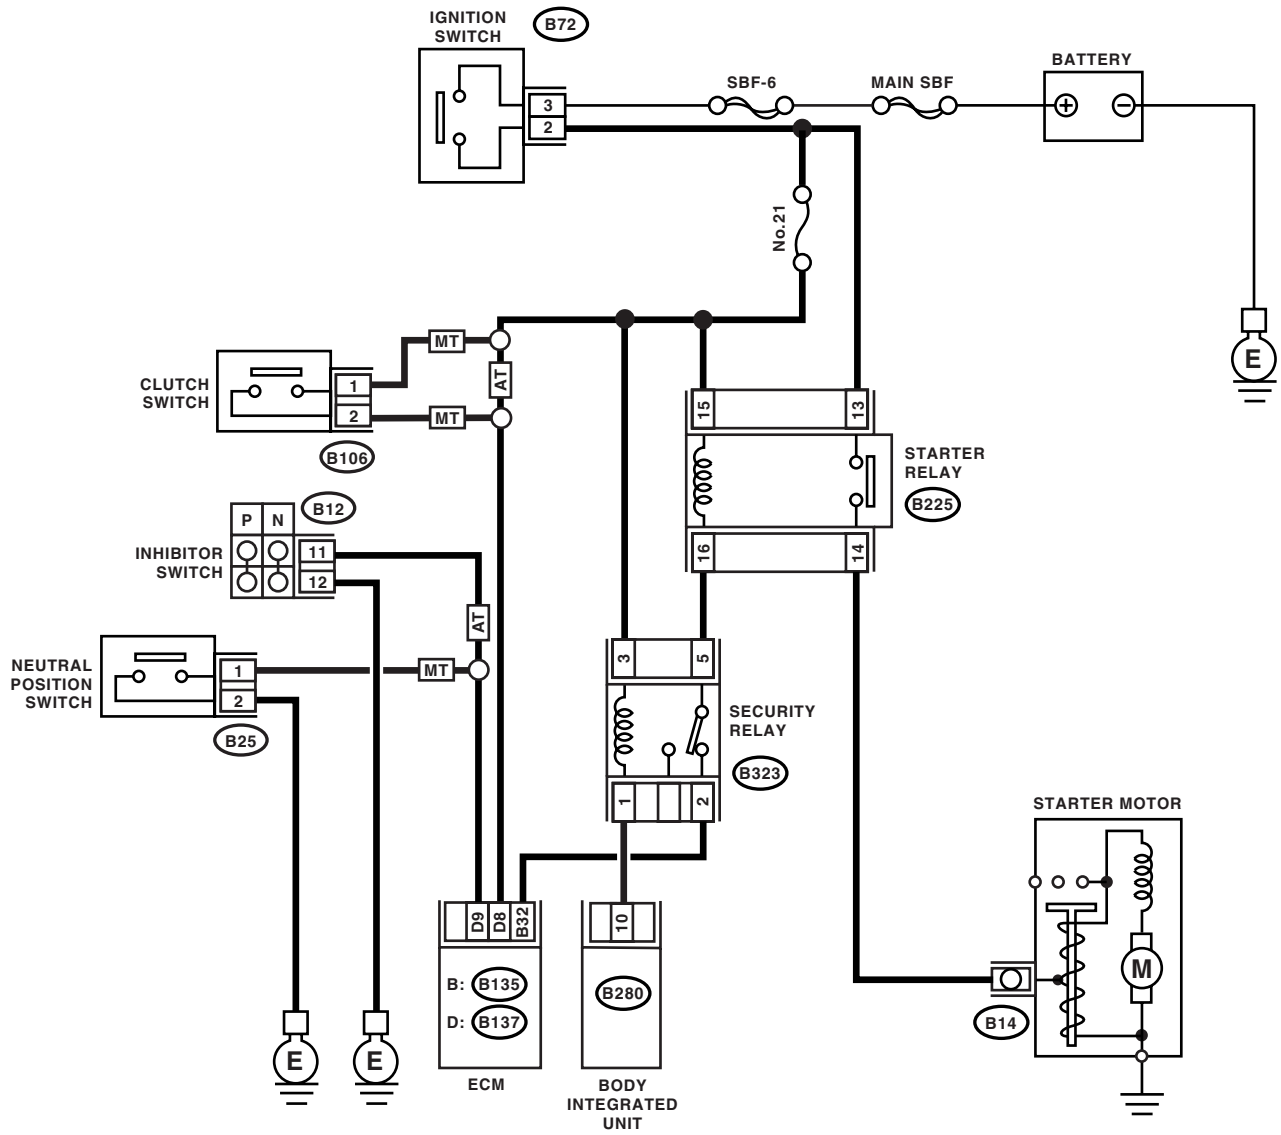 IGNITION
SWITCH
B72
3
2
SBF-6
MAIN SBF
BATTERY
+
−
No.21
E
MT
AT
MT
CLUTCH
SWITCH
1
2
B106
15
13
STARTER
RELAY
B225
16
14
P N
B12
INHIBITOR
SWITCH
11
12
AT
NEUTRAL
POSITION
SWITCH
1
2
MT
B25
3
5
SECURITY
RELAY
B323
1
2
STARTER MOTOR
M
B14
D9
D8
B32
B: B135
D: B137
ECM
10
B280
BODY
INTEGRATED
UNIT
E
E